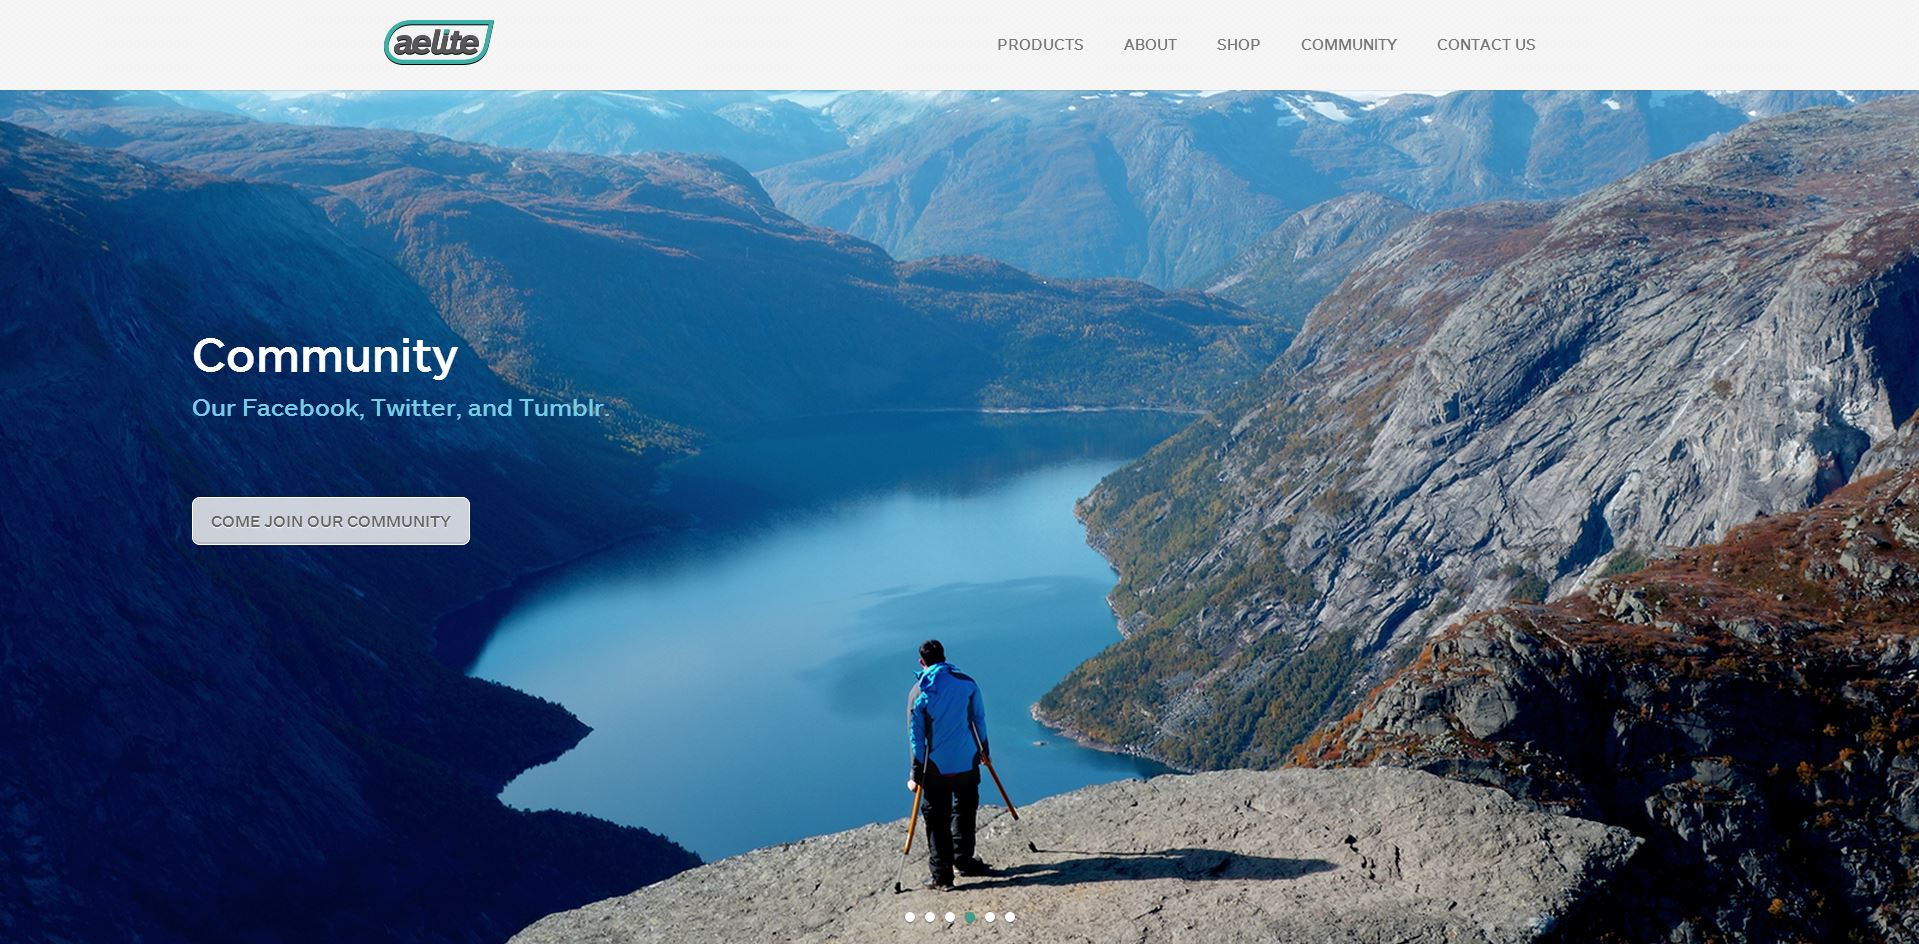 aelite
PRODUCTS ABOUT SHOP COMMUNITY CONTACT US
Community
Our Facebook, Twitter, and Tumblr.
COME JOIN OUR COMMUNITY